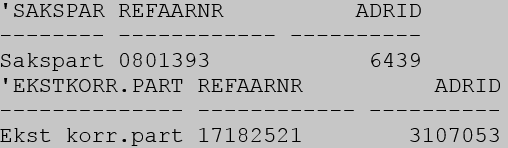 'SAKSPAR REFAARNR ADRID
-------- ------------ ----------
Sakspart 0801393 6439
'EKSTKORR.PART REFAARNR ADRID
-------------- ------------ ----------
Ekst korr.part 17182521 3107053